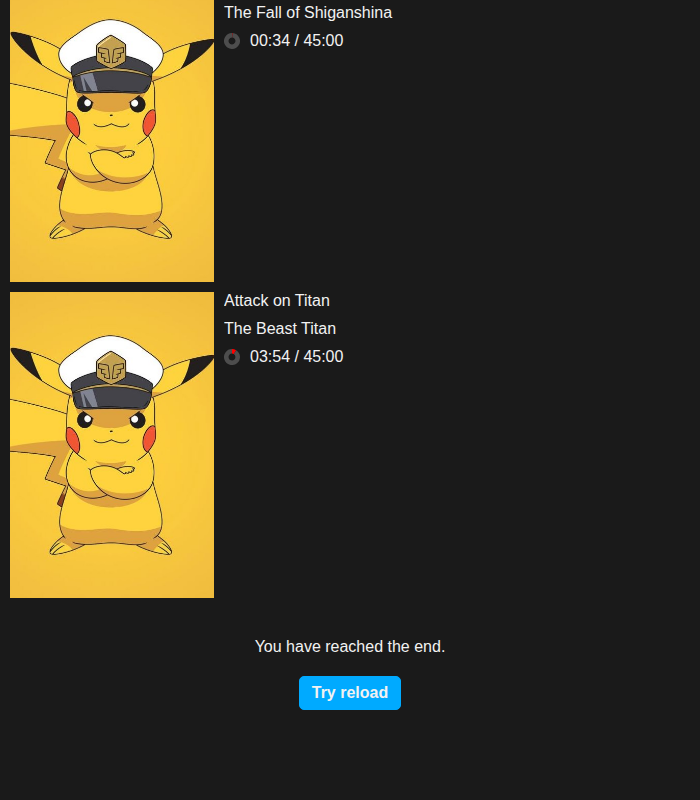 The Fall of Shiganshina
00:34 / 45:00
Attack on Titan
The Beast Titan
03:54 / 45:00
You have reached the end.
Try reload